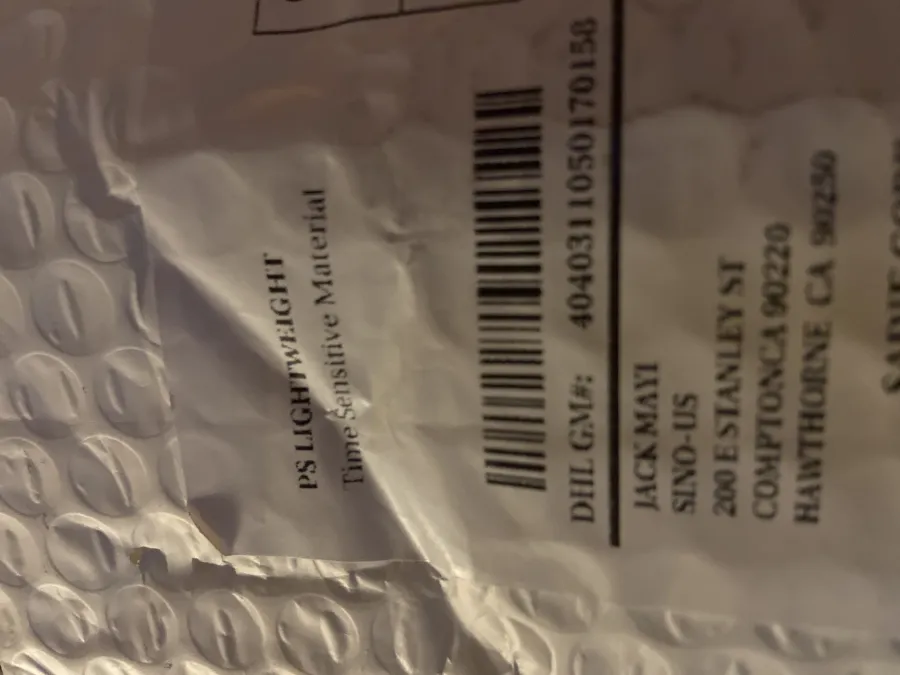 PS LIGHTWEIGHT
Time Sensitive Material
DHL GM#: 4040311050170158
JACK MAYI
SINO-US
200 E STANLEY ST
COMPTONCA 90220
HAWTHORNE CA 90250